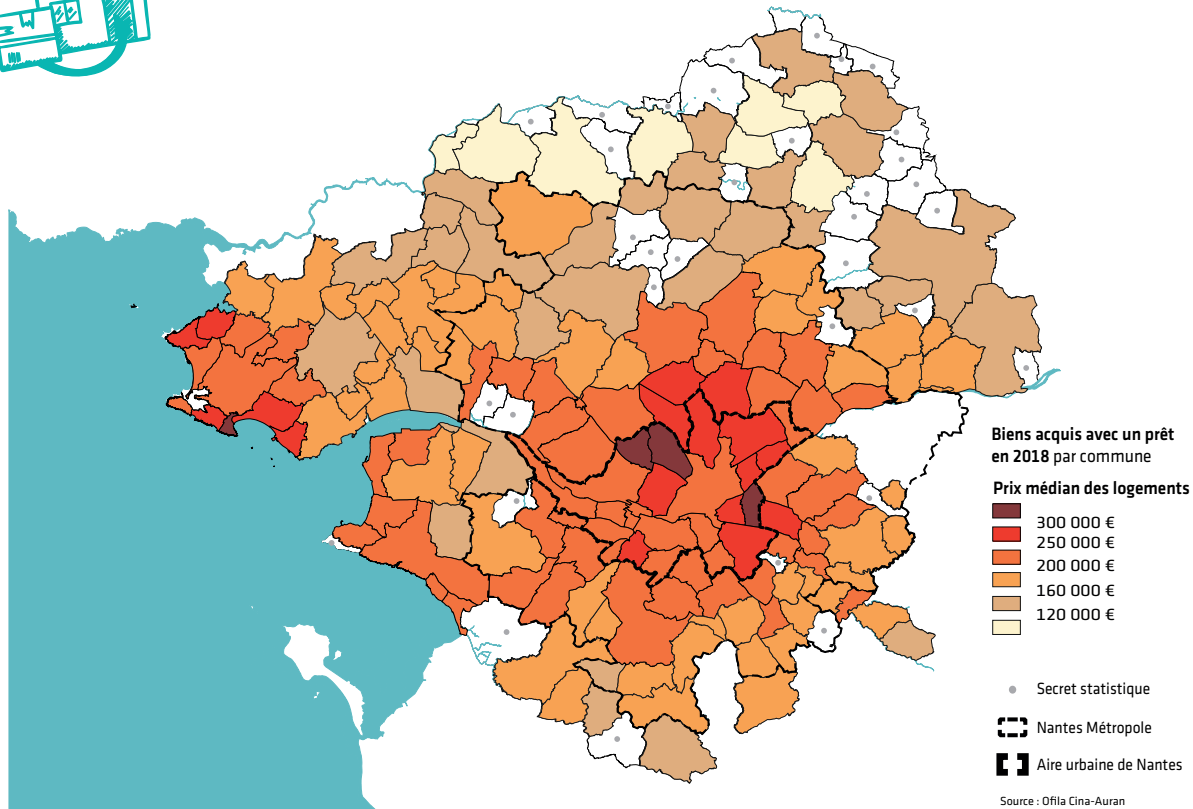 Biens acquis avec un prêt
en 2018 par commune
Prix médian des logements
300 000 €
250 000 €
200 000 €
160 000 €
120 000 €
Secret statistique
Nantes Métropole
Aire urbaine de Nantes
Source : Ofila Cina-Auran